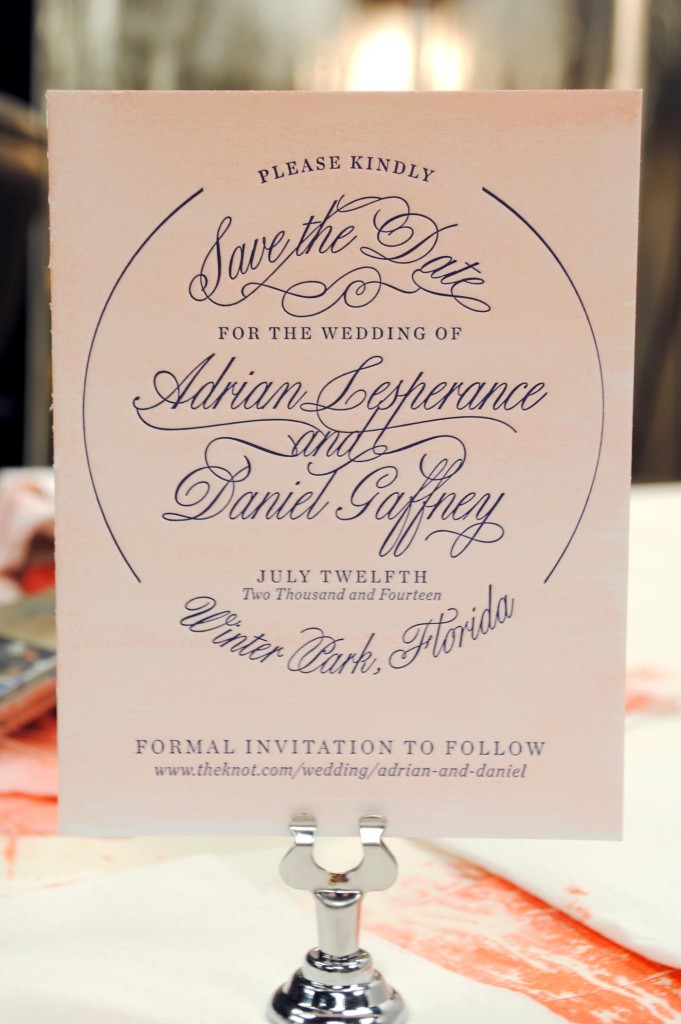 PLEASE KINDLY
Save the Date
FOR THE WEDDING OF
Adrian Lesperance
and
Daniel Gaffney
JULY TWELFTH
Two Thousand and Fourteen
Winter Park, Florida
FORMAL INVITATION TO FOLLOW
www.theknot.com/wedding/adrian-and-daniel